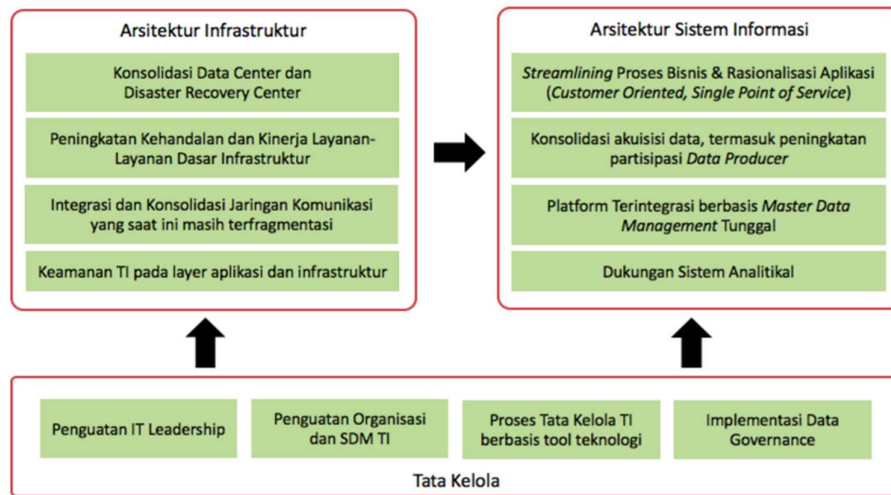 Arsitektur Infrastruktur
Konsolidasi Data Center dan
Disaster Recovery Center
Peningkatan Kehandalan dan Kinerja Layanan-
Layanan Dasar Infrastruktur
Integrasi dan Konsolidasi Jaringan Komunikasi
yang saat ini masih terfragmentasi
Keamanan TI pada layer aplikasi dan infrastruktur
Arsitektur Sistem Informasi
Streamlining Proses Bisnis & Rasionalisasi Aplikasi
(Customer Oriented, Single Point of Service)
Konsolidasi akuisisi data, termasuk peningkatan
partisipasi Data Producer
Platform Terintegrasi berbasis Master Data
Management Tunggal
Dukungan Sistem Analitikal
Penguatan IT Leadership
Penguatan Organisasi
dan SDM TI
Proses Tata Kelola TI
berbasis tool teknologi
Implementasi Data
Governance
Tata Kelola